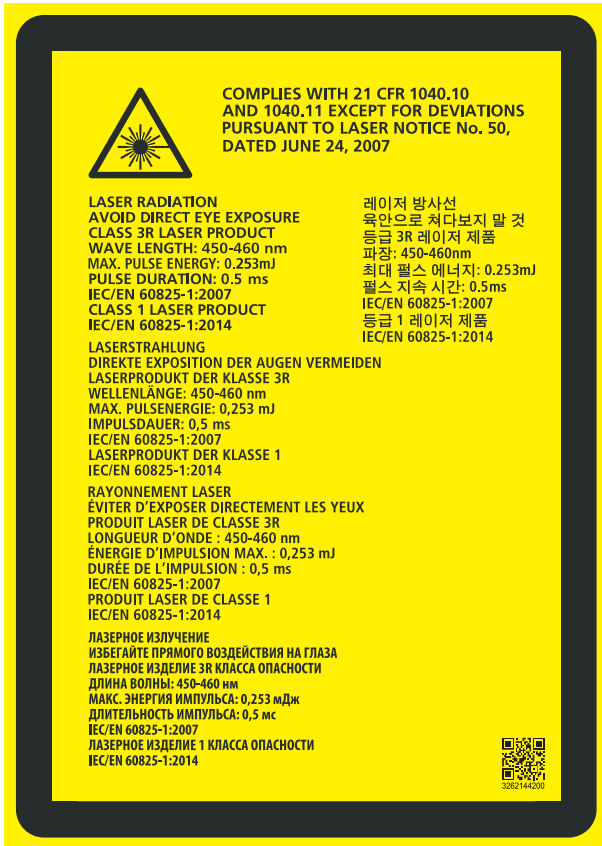 COMPLIES WITH 21 CFR 1040.10
AND 1040.11 EXCEPT FOR DEVIATIONS
PURSUANT TO LASER NOTICE No. 50,
DATED JUNE 24, 2007
LASER RADIATION
AVOID DIRECT EYE EXPOSURE
CLASS 3R LASER PRODUCT
WAVE LENGTH: 450-460 nm
MAX. PULSE ENERGY: 0.253mJ
PULSE DURATION: 0.5 ms
IEC/EN 60825-1:2007
CLASS 1 LASER PRODUCT
IEC/EN 60825-1:2014
레이저 방사선
육안으로 쳐다보지 말 것
등급 3R 레이저 제품
파장: 450-460nm
최대 펄스 에너지: 0.253mJ
펄스 지속 시간: 0.5ms
IEC/EN 60825-1:2007
등급 1 레이저 제품
IEC/EN 60825-1:2014
LASERSTRAHLUNG
DIREKTE EXPOSITION DER AUGEN VERMEIDEN
LASERPRODUKT DER KLASSE 3R
WELLENLÄNGE: 450-460 nm
MAX. PULSENERGIE: 0,253 mJ
IMPULSDAUER: 0,5 ms
IEC/EN 60825-1:2007
LASERPRODUKT DER KLASSE 1
IEC/EN 60825-1:2014
RAYONNEMENT LASER
ÉVITER D'EXPOSER DIRECTEMENT LES YEUX
PRODUIT LASER DE CLASSE 3R
LONGUEUR D'ONDE : 450-460 nm
ÉNERGIE D'IMPULSION MAX. : 0,253 mJ
DURÉE DE L'IMPULSION : 0,5 ms
IEC/EN 60825-1:2007
PRODUIT LASER DE CLASSE 1
IEC/EN 60825-1:2014
ЛАЗЕРНОЕ ИЗЛУЧЕНИЕ
ИЗБЕГАЙТЕ ПРЯМОГО ВОЗДЕЙСТВИЯ НА ГЛАЗА
ЛАЗЕРНОЕ ИЗДЕЛИЕ 3R КЛАССА ОПАСНОСТИ
ДЛИНА ВОЛНЫ: 450-460 нм
МАКС. ЭНЕРГИЯ ИМПУЛЬСА: 0,253 мДж
ДЛИТЕЛЬНОСТЬ ИМПУЛЬСА: 0,5 мс
IEC/EN 60825-1:2007
ЛАЗЕРНОЕ ИЗДЕЛИЕ 1 КЛАССА ОПАСНОСТИ
IEC/EN 60825-1:2014
3262144200